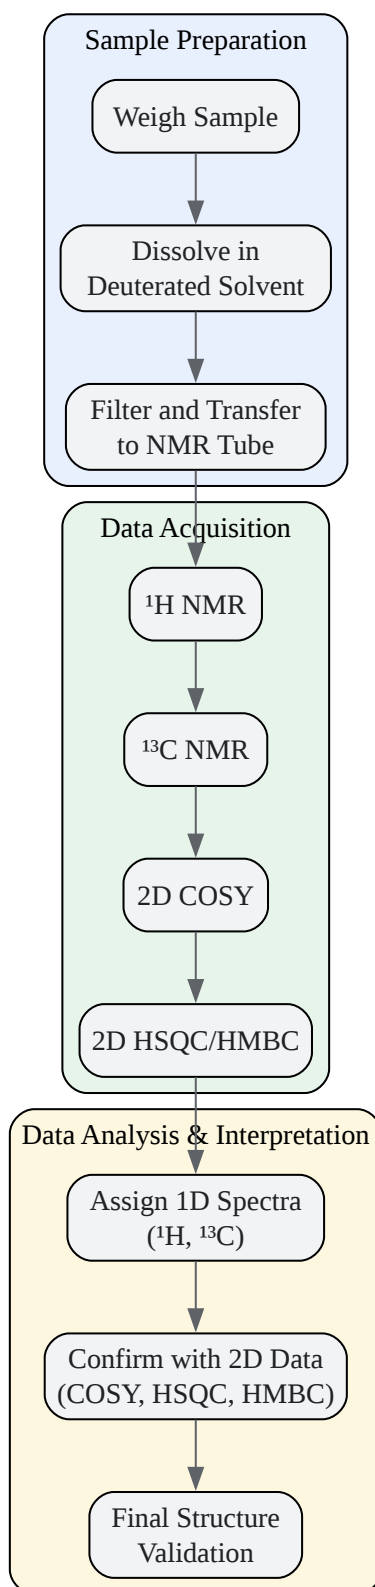 Sample Preparation
Weigh Sample
Dissolve in
Deuterated Solvent
Filter and Transfer
to NMR Tube
Data Acquisition
¹H NMR
¹³C NMR
2D COSY
2D HSQC/HMBC
Data Analysis & Interpretation
Assign 1D Spectra
(¹H, ¹³C)
Confirm with 2D Data
(COSY, HSQC, HMBC)
Final Structure
Validation